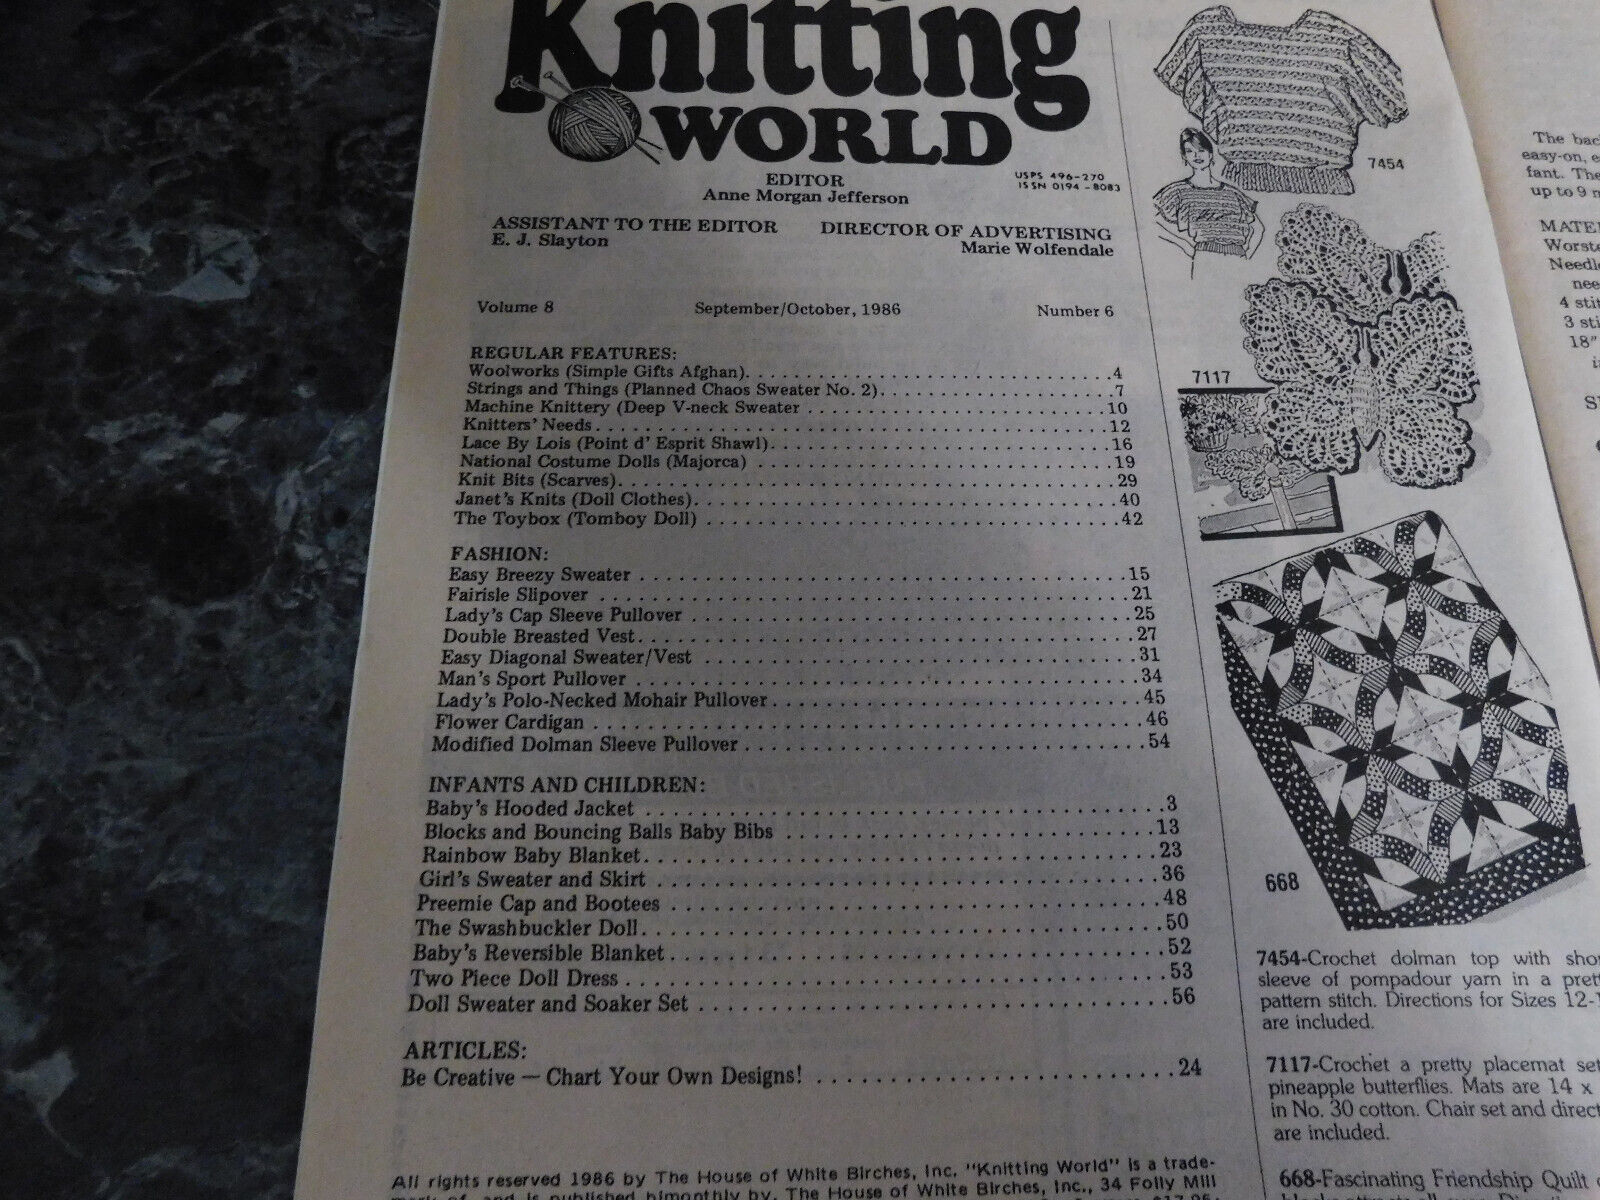 Knitting
WORLD
EDITOR
Anne Morgan Jefferson
USPS 496-270
ISSN 0194-8083
ASSISTANT TO THE EDITOR
E. J. Slayton
DIRECTOR OF ADVERTISING
Marie Wolfendale
Volume 8 September/October, 1986 Number 6
REGULAR FEATURES:
Woolworks (Simple Gifts Afghan). . . . . . . . . . 4
Strings and Things (Planned Chaos Sweater No. 2). . . . . . . . . . 7
Machine Knittery (Deep V-neck Sweater . . . . . . . . . . 10
Knitters' Needs . . . . . . . . . . 12
Lace By Lois (Point d' Esprit Shawl). . . . . . . . . . 16
National Costume Dolls (Majorca) . . . . . . . . . . 19
Knit Bits (Scarves). . . . . . . . . . 29
Janet's Knits (Doll Clothes). . . . . . . . . . 40
The Toybox (Tomboy Doll) . . . . . . . . . . 42
FASHION:
Easy Breezy Sweater . . . . . . . . . . 15
Fairisle Slipover . . . . . . . . . . 21
Lady's Cap Sleeve Pullover . . . . . . . . . . 25
Double Breasted Vest. . . . . . . . . . 27
Easy Diagonal Sweater/Vest . . . . . . . . . . 31
Man's Sport Pullover . . . . . . . . . . 34
Lady's Polo-Necked Mohair Pullover. . . . . . . . . . 45
Flower Cardigan . . . . . . . . . . 46
Modified Dolman Sleeve Pullover . . . . . . . . . . 54
INFANTS AND CHILDREN:
Baby's Hooded Jacket . . . . . . . . . . 3
Blocks and Bouncing Balls Baby Bibs . . . . . . . . . . 13
Rainbow Baby Blanket. . . . . . . . . . 23
Girl's Sweater and Skirt . . . . . . . . . . 36
Preemie Cap and Bootees . . . . . . . . . . 48
The Swashbuckler Doll. . . . . . . . . . 50
Baby's Reversible Blanket . . . . . . . . . . 52
Two Piece Doll Dress . . . . . . . . . . 53
Doll Sweater and Soaker Set . . . . . . . . . . 56
ARTICLES:
Be Creative — Chart Your Own Designs! . . . . . . . . . . 24
All rights reserved 1986 by The House of White Birches, Inc. "Knitting World" is a trade-
and is published bimonthly by, The House of White Birches, Inc., 34 Folly Mill
7454
7117
668
7454-Crochet dolman top with
sleeve of pompadour yarn in a
pattern stitch. Directions for Sizes 12-
are included.
7117-Crochet a pretty placemat
pineapple butterflies. Mats are 14 x
in No. 30 cotton. Chair set and
are included.
668-Fascinating Friendship Quilt
The
easy-on,
fant.
up to 9
4
3
18"